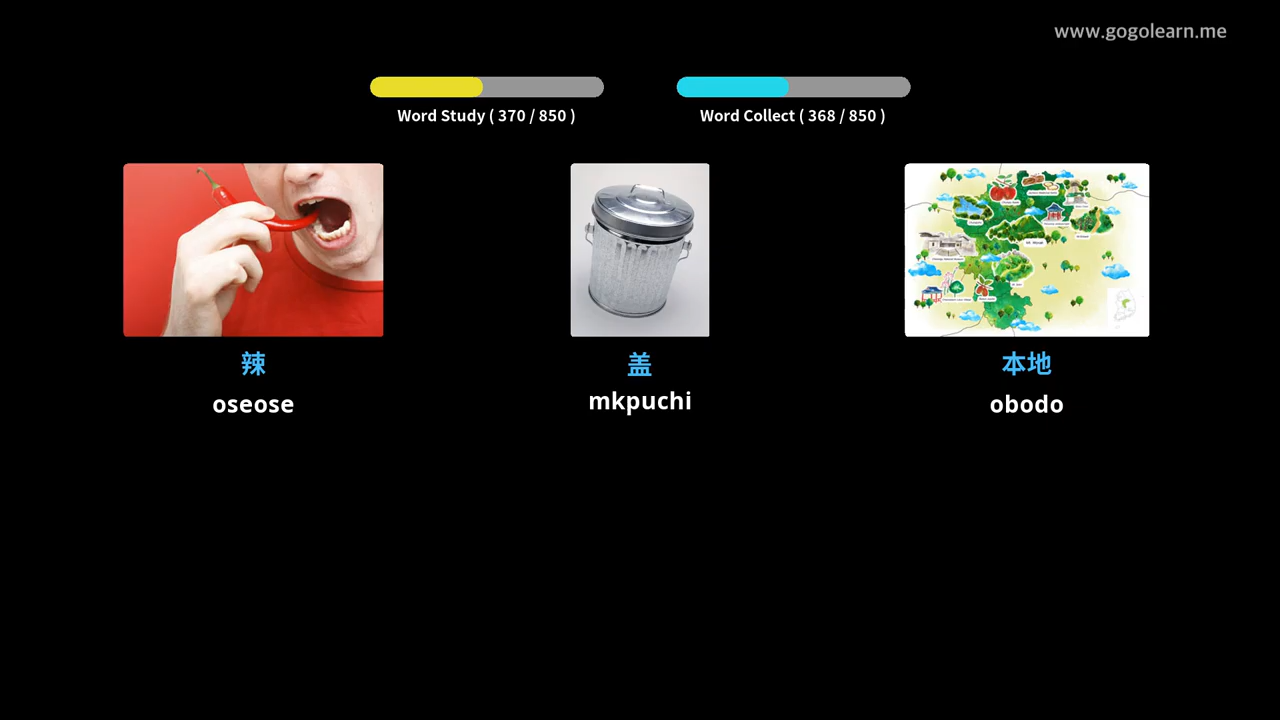 www.gogolearn.me
Word Study ( 370 / 850 )
Word Collect ( 368 / 850 )
辣
盖
本地
oseose
mkpuchi
obodo